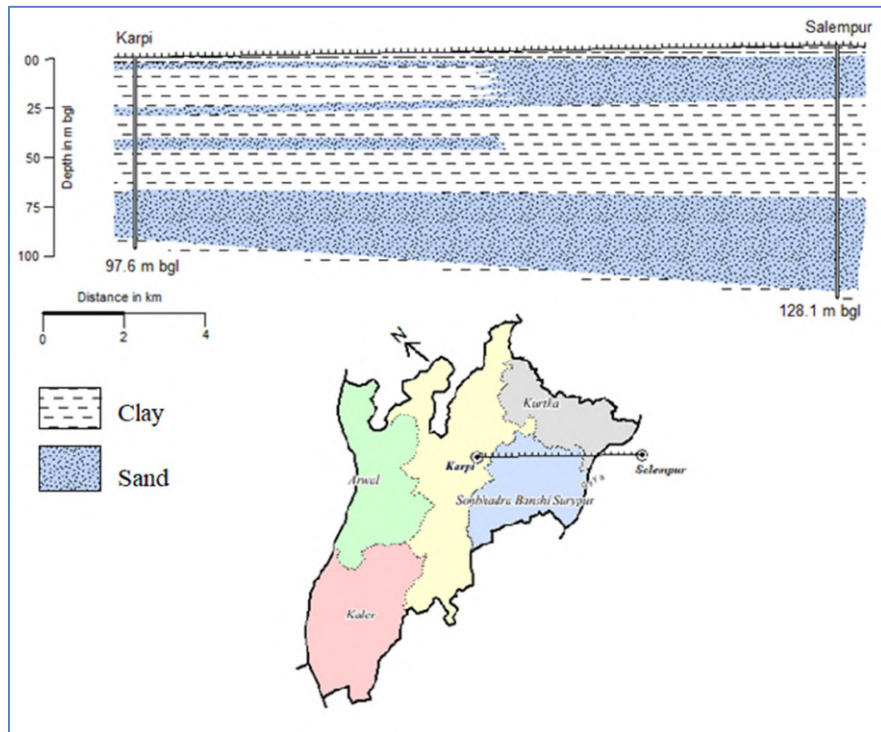 Karpi
Salempur
00
25
50
75
100
Depth in m bgl
97.6 m bgl
128.1 m bgl
Distance in km
0
2
4
N
Clay
Sand
Kurtha
Arwal
Karpi
Salempur
Sonbhadra Banshi Surypur
Kaler